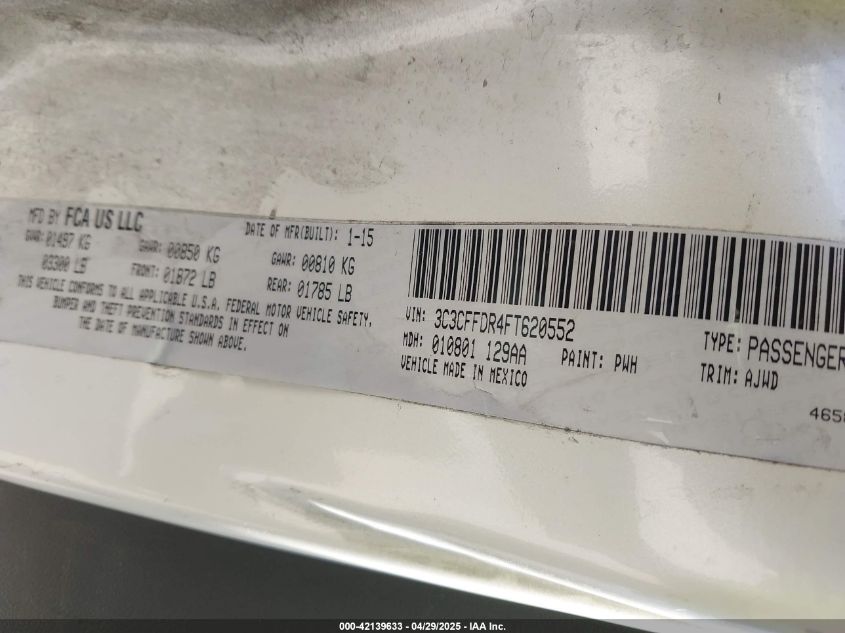 MFD BY FCA US LLC
DATE OF MFR(BUILT): 1-15
GVWR: 01497 KG GAWR: 00850 KG GAWR: 00810 KG
03300 LB FRONT: 01872 LB REAR: 01785 LB
THIS VEHICLE CONFORMS TO ALL APPLICABLE U.S.A. FEDERAL MOTOR VEHICLE SAFETY,
BUMPER AND THEFT PREVENTION STANDARDS IN EFFECT ON
THE DATE OF MANUFACTURE SHOWN ABOVE.
VIN: 3C3CFFDR4FT620552 TYPE: PASSENGER
MDH: 010801 129AA PAINT: PWH TRIM: AJWD
VEHICLE MADE IN MEXICO
000-42139633 - 04/29/2025 - IAA Inc.